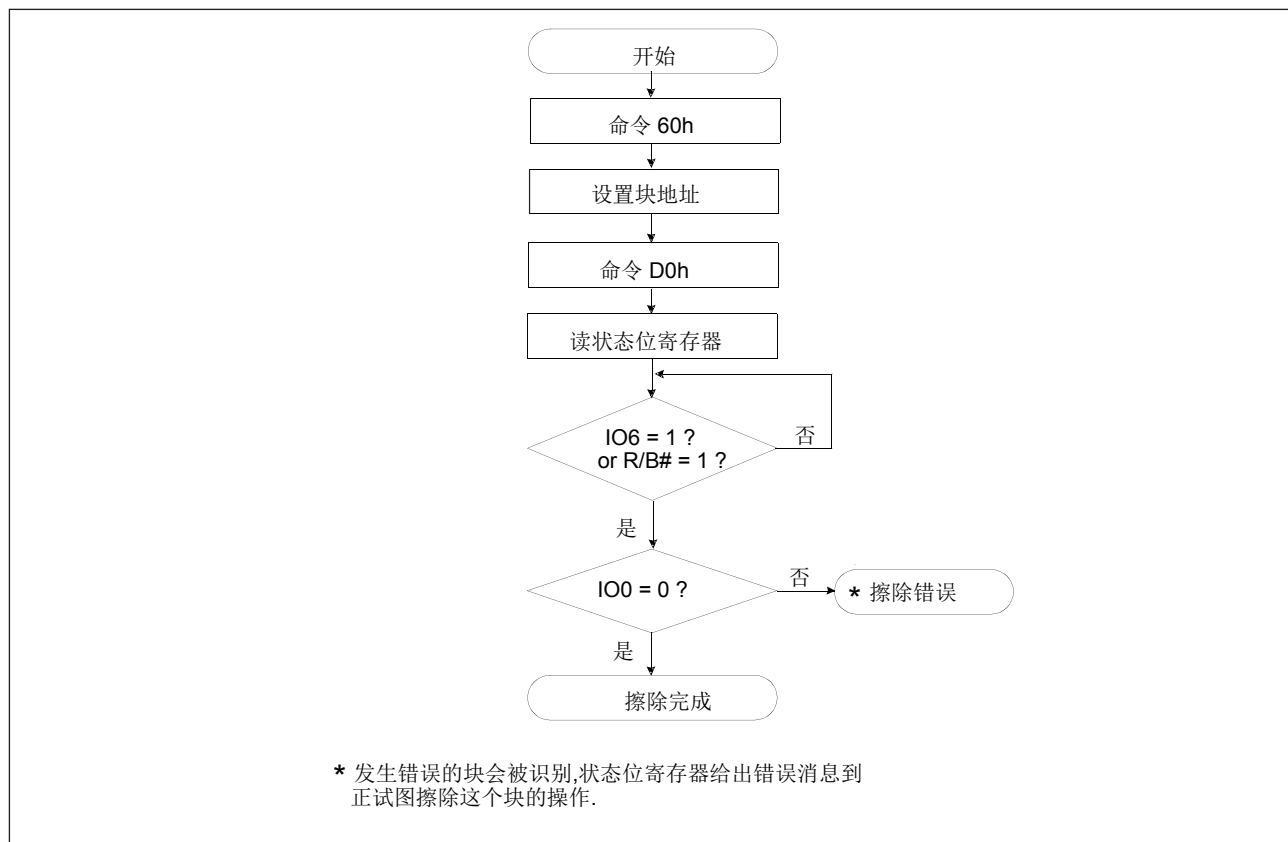 开始
命令 60h
设置块地址
命令 D0h
读状态位寄存器
IO6 = 1 ?
or R/B# = 1 ?
否
是
IO0 = 0 ?
否
* 擦除错误
是
擦除完成
* 发生错误的块会被识别,状态位寄存器给出错误消息到
正试图擦除这个块的操作.